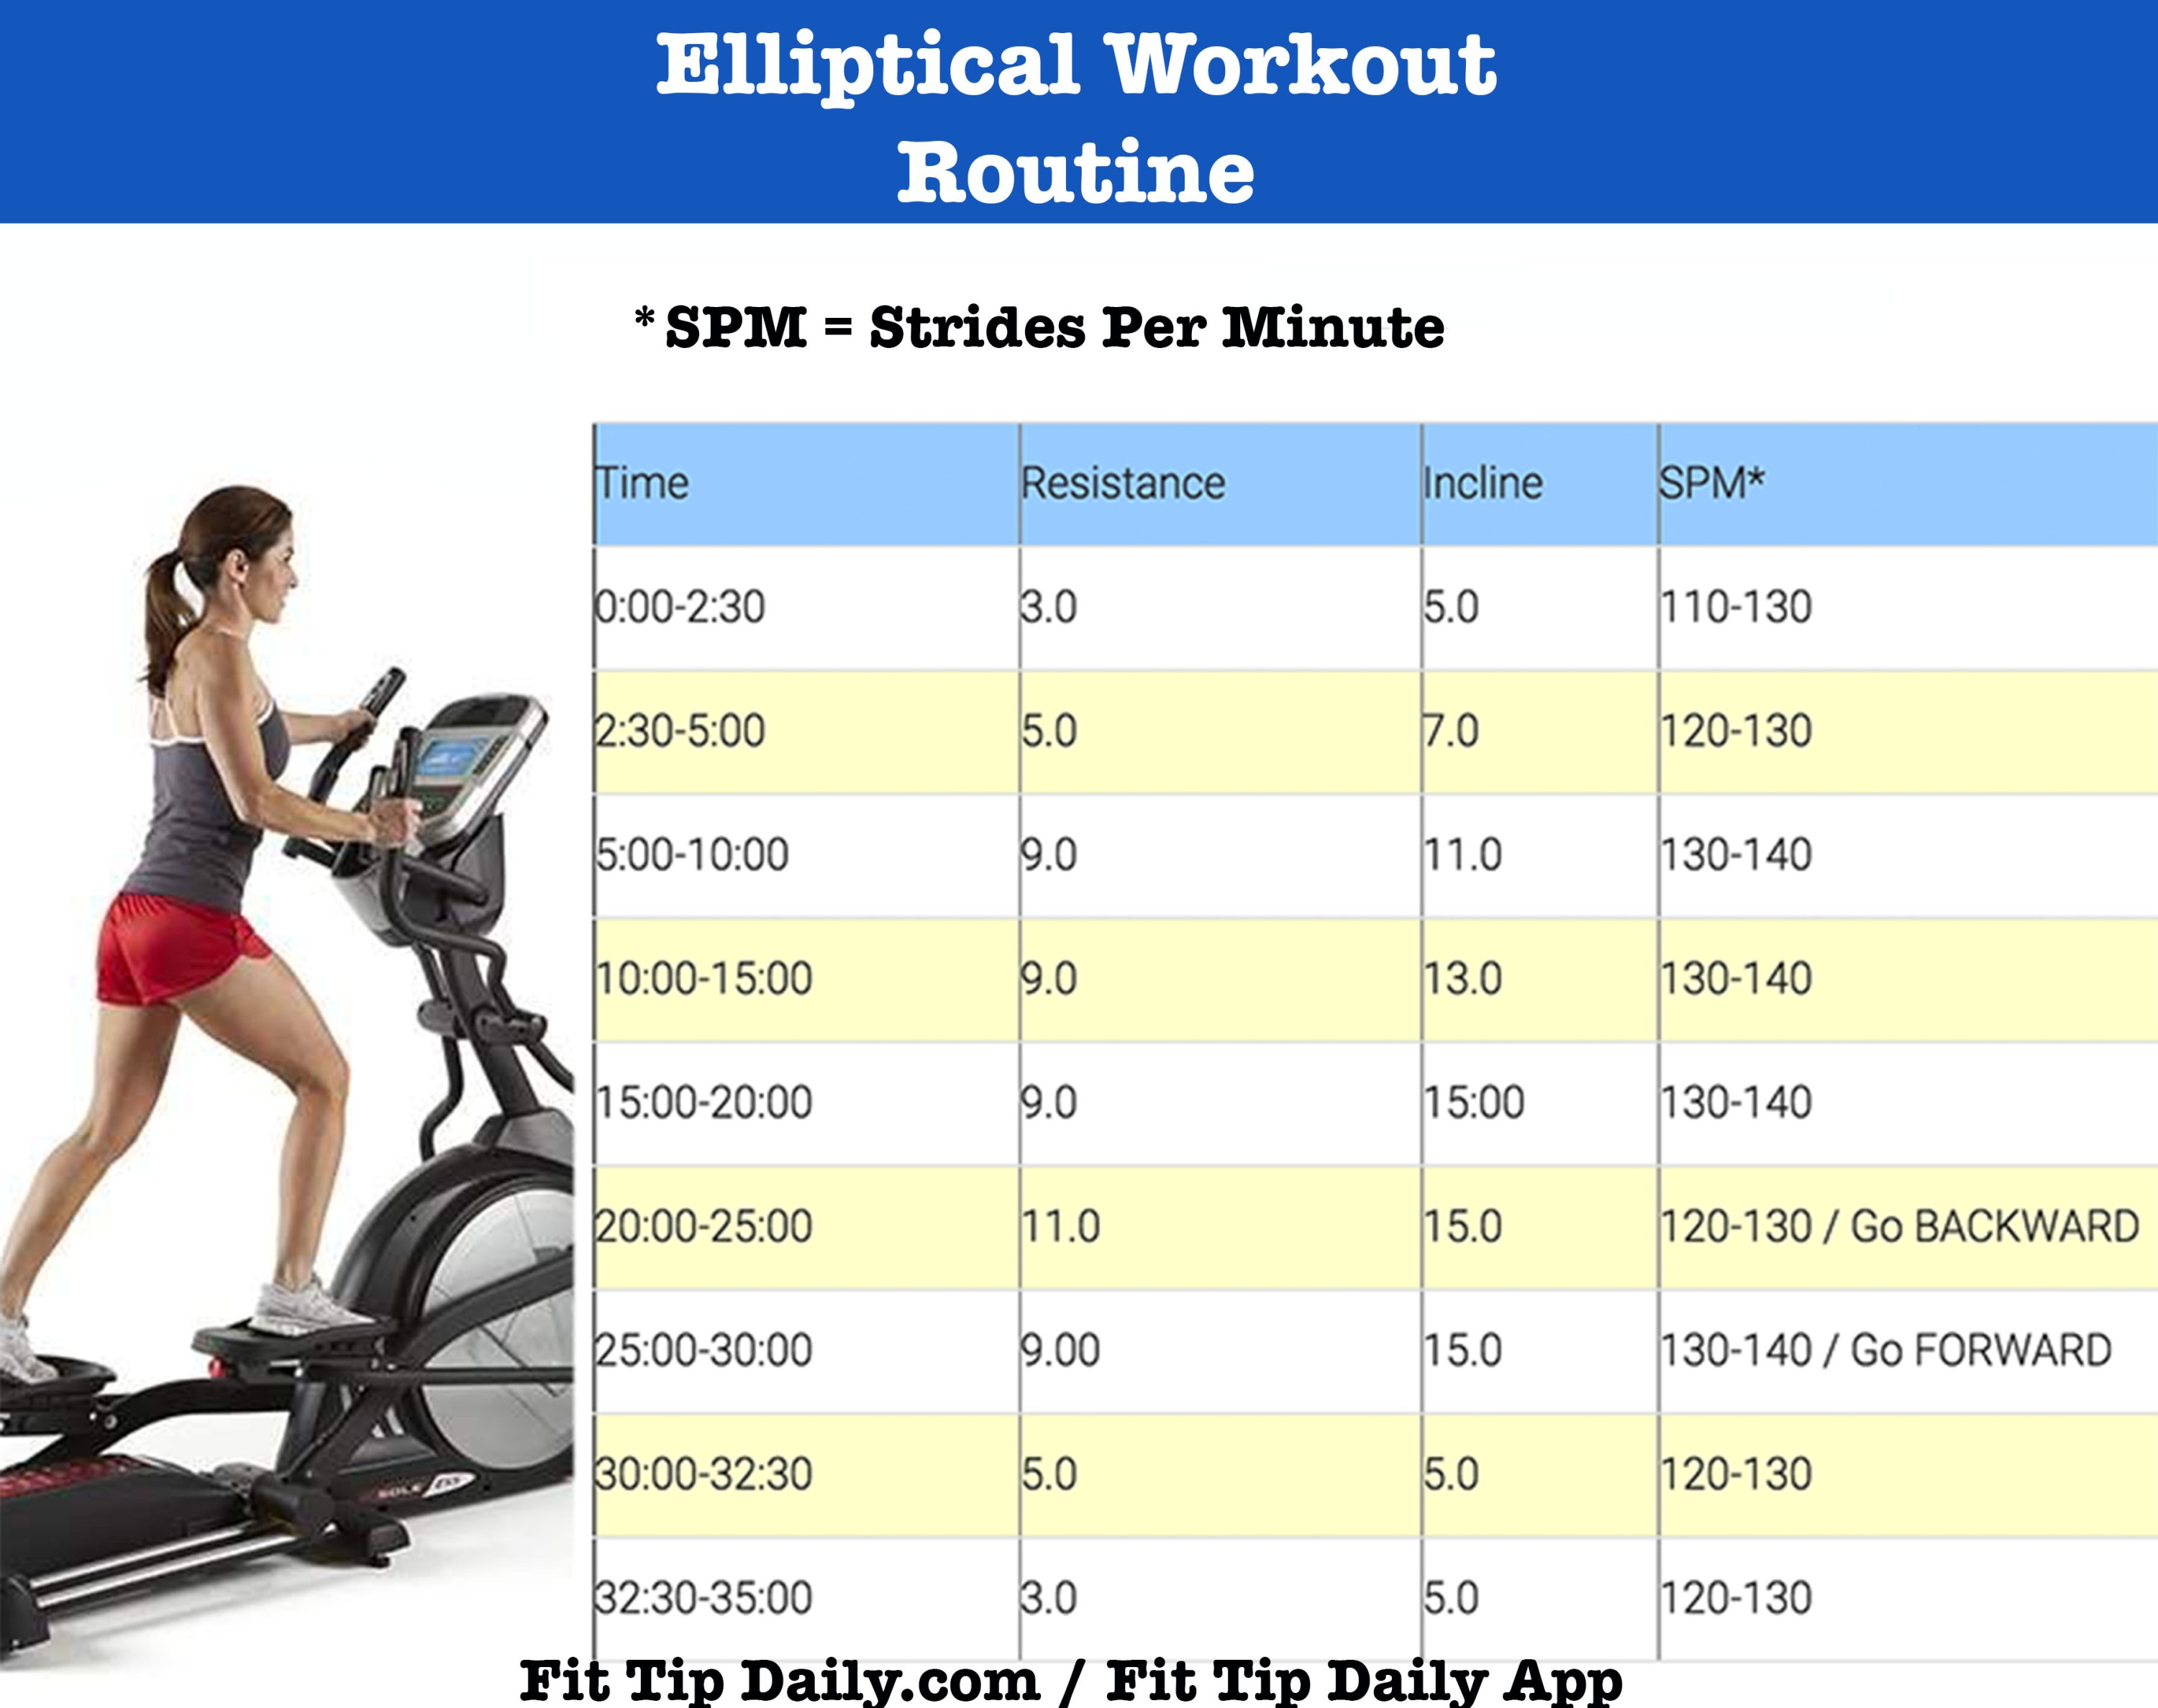 Elliptical Workout
Routine
* SPM = Strides Per Minute
Time Resistance Incline SPM*
0:00-2:30 3.0 5.0 110-130
2:30-5:00 5.0 7.0 120-130
5:00-10:00 9.0 11.0 130-140
10:00-15:00 9.0 13.0 130-140
15:00-20:00 9.0 15:00 130-140
20:00-25:00 11.0 15.0 120-130 / Go BACKWARD
25:00-30:00 9.00 15.0 130-140 / Go FORWARD
30:00-32:30 5.0 5.0 120-130
32:30-35:00 3.0 5.0 120-130
SOLE
Fit Tip Daily.com / Fit Tip Daily App